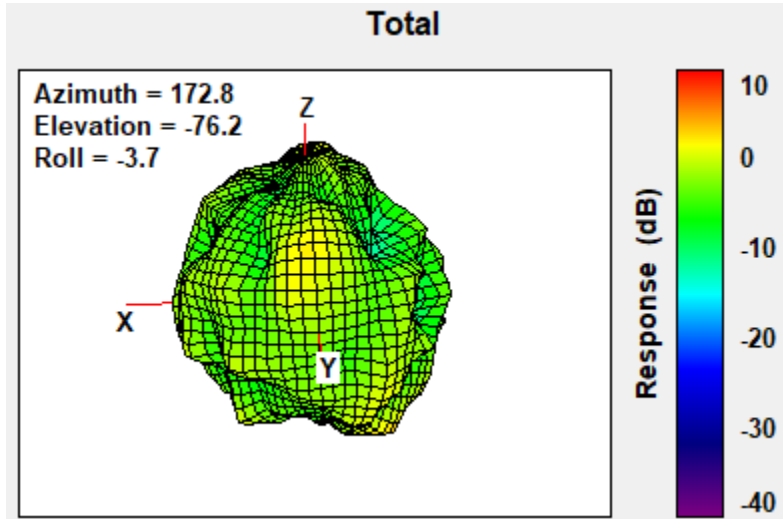 Total
Azimuth = 172.8
Elevation = -76.2
Roll = -3.7
Z
X
Y
Response (dB)
10
0
-10
-20
-30
-40